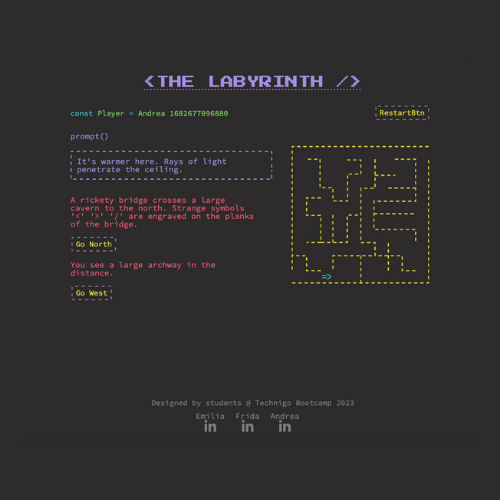 <THE LABYRINTH />
const Player = Andrea 1682677096880
RestartBtn
prompt()
It's warmer here. Rays of light
penetrate the ceiling.
A rickety bridge crosses a large
cavern to the north. Strange symbols
'<' '>' '/' are engraved on the planks
of the bridge.
Go North
You see a large archway in the
distance.
Go West
=>
Designed by students @ Technigo Bootcamp 2023
Emilia Frida Andrea
in in in